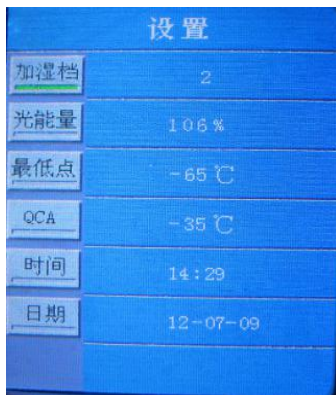 设置
加湿档 2
光能量 106%
最低点 -65℃
QCA -35℃
时间 14:29
日期 12-07-09